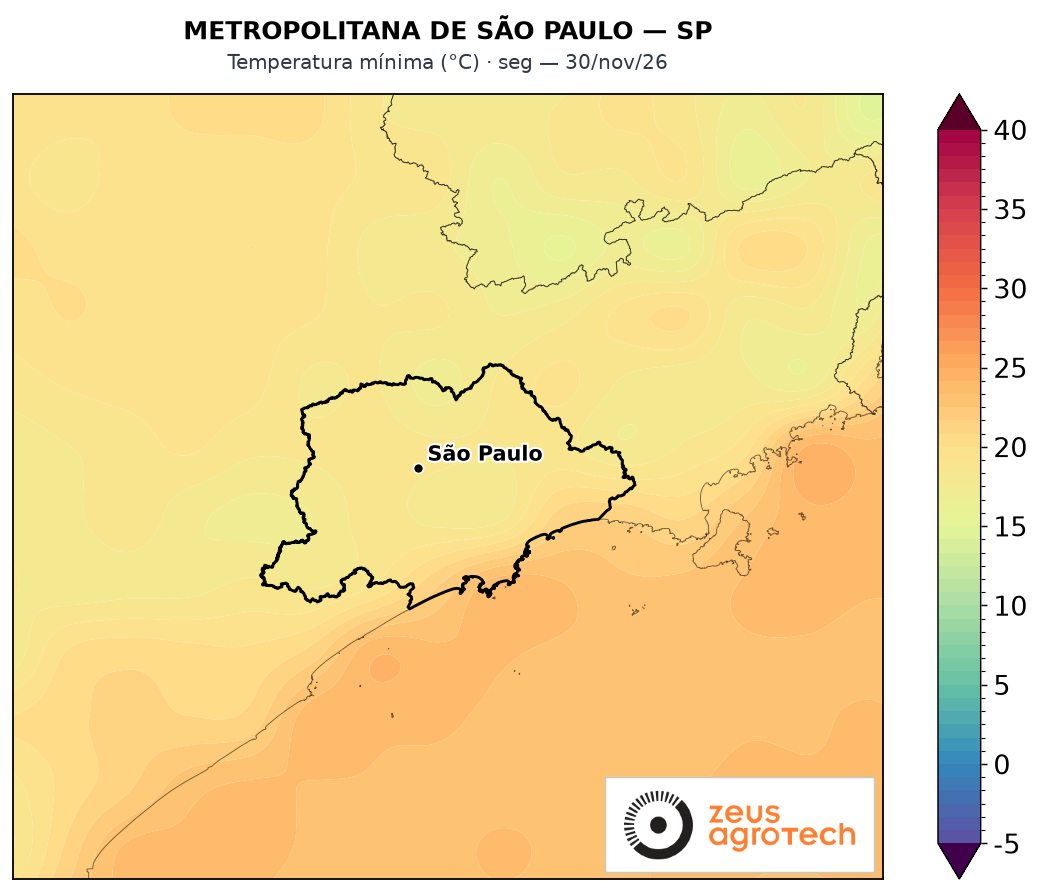 METROPOLITANA DE SÃO PAULO — SP
Temperatura mínima (°C) · seg — 30/nov/26
São Paulo
40
35
30
25
20
15
10
5
0
-5
zeus
agrotech